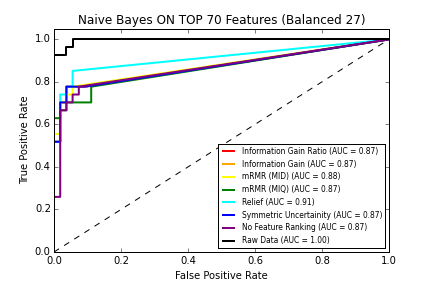 Naive Bayes ON TOP 70 Features (Balanced 27)
1.0
0.8
0.6
0.4
0.2
0.0
True Positive Rate
Information Gain Ratio (AUC = 0.87)
Information Gain (AUC = 0.87)
mRMR (MID) (AUC = 0.88)
mRMR (MIQ) (AUC = 0.87)
Relief (AUC = 0.91)
Symmetric Uncertainity (AUC = 0.87)
No Feature Ranking (AUC = 0.87)
Raw Data (AUC = 1.00)
0.0 0.2 0.4 0.6 0.8 1.0
False Positive Rate